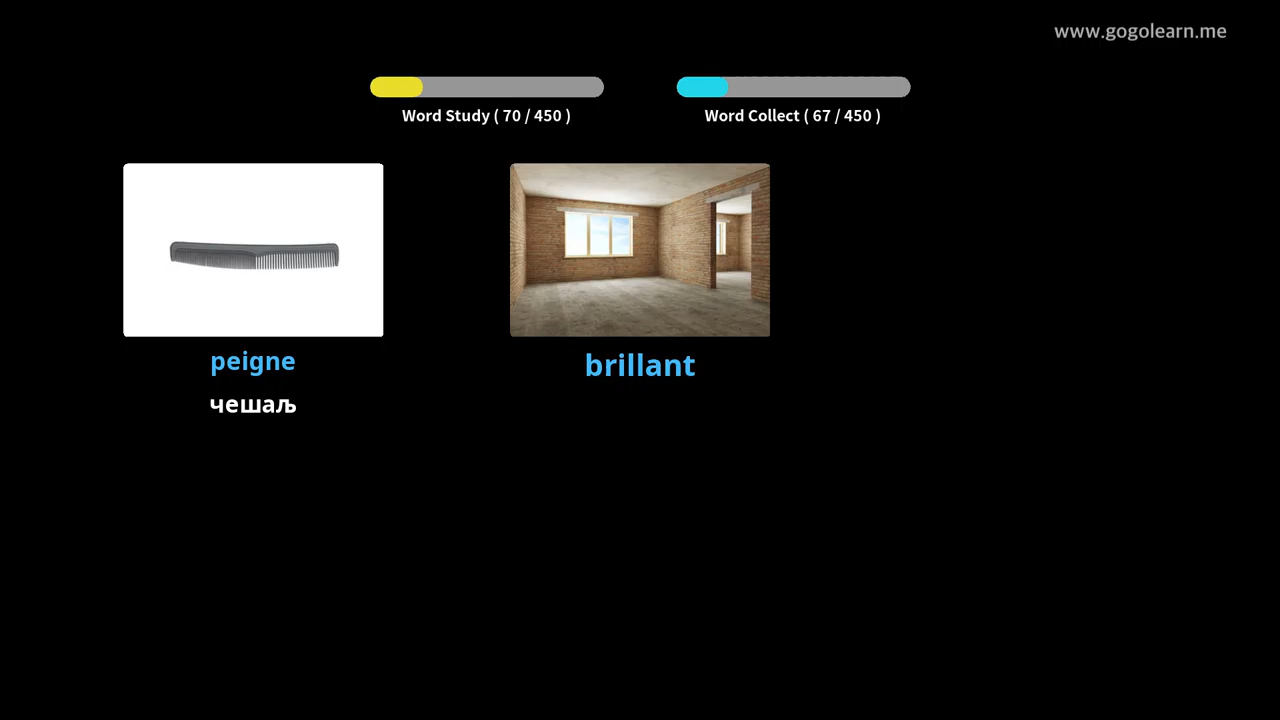 www.gogolearn.me
Word Study ( 70 / 450 )
Word Collect ( 67 / 450 )
peigne
чешаљ
brillant